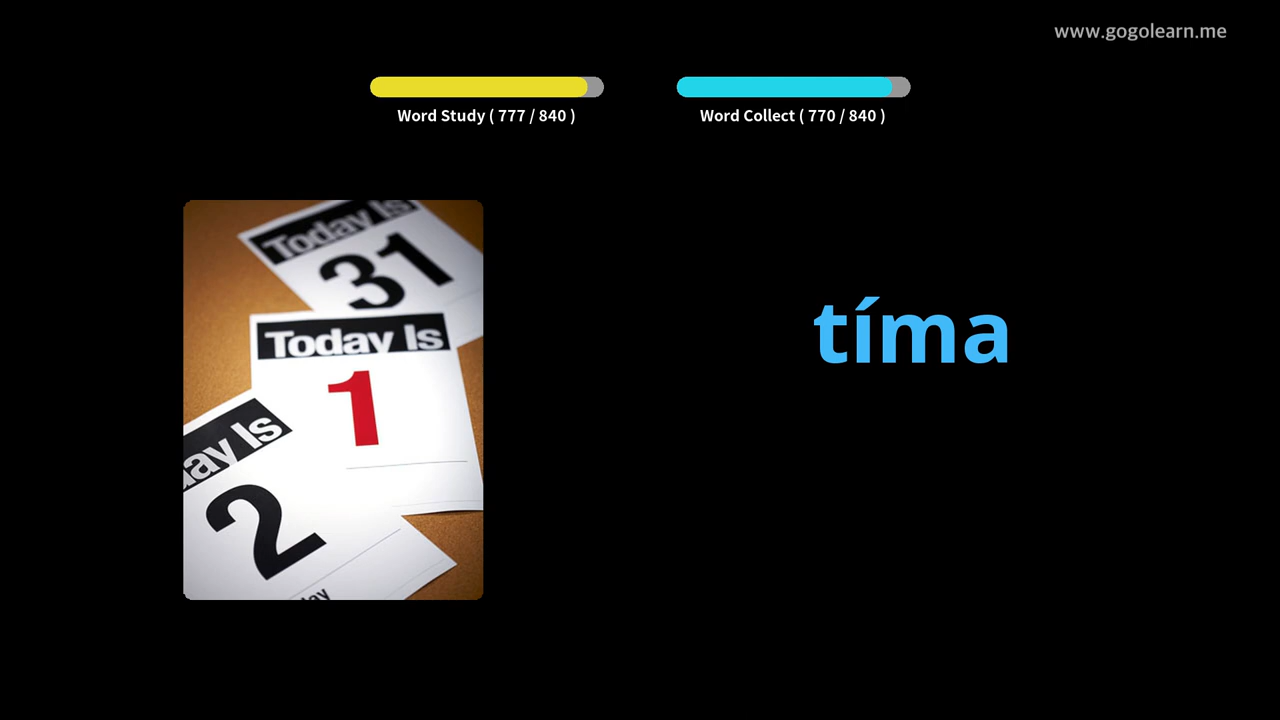 www.gogolearn.me
Word Study ( 777 / 840 )
Word Collect ( 770 / 840 )
Today Is
31
Today Is
1
ay Is
2
tíma